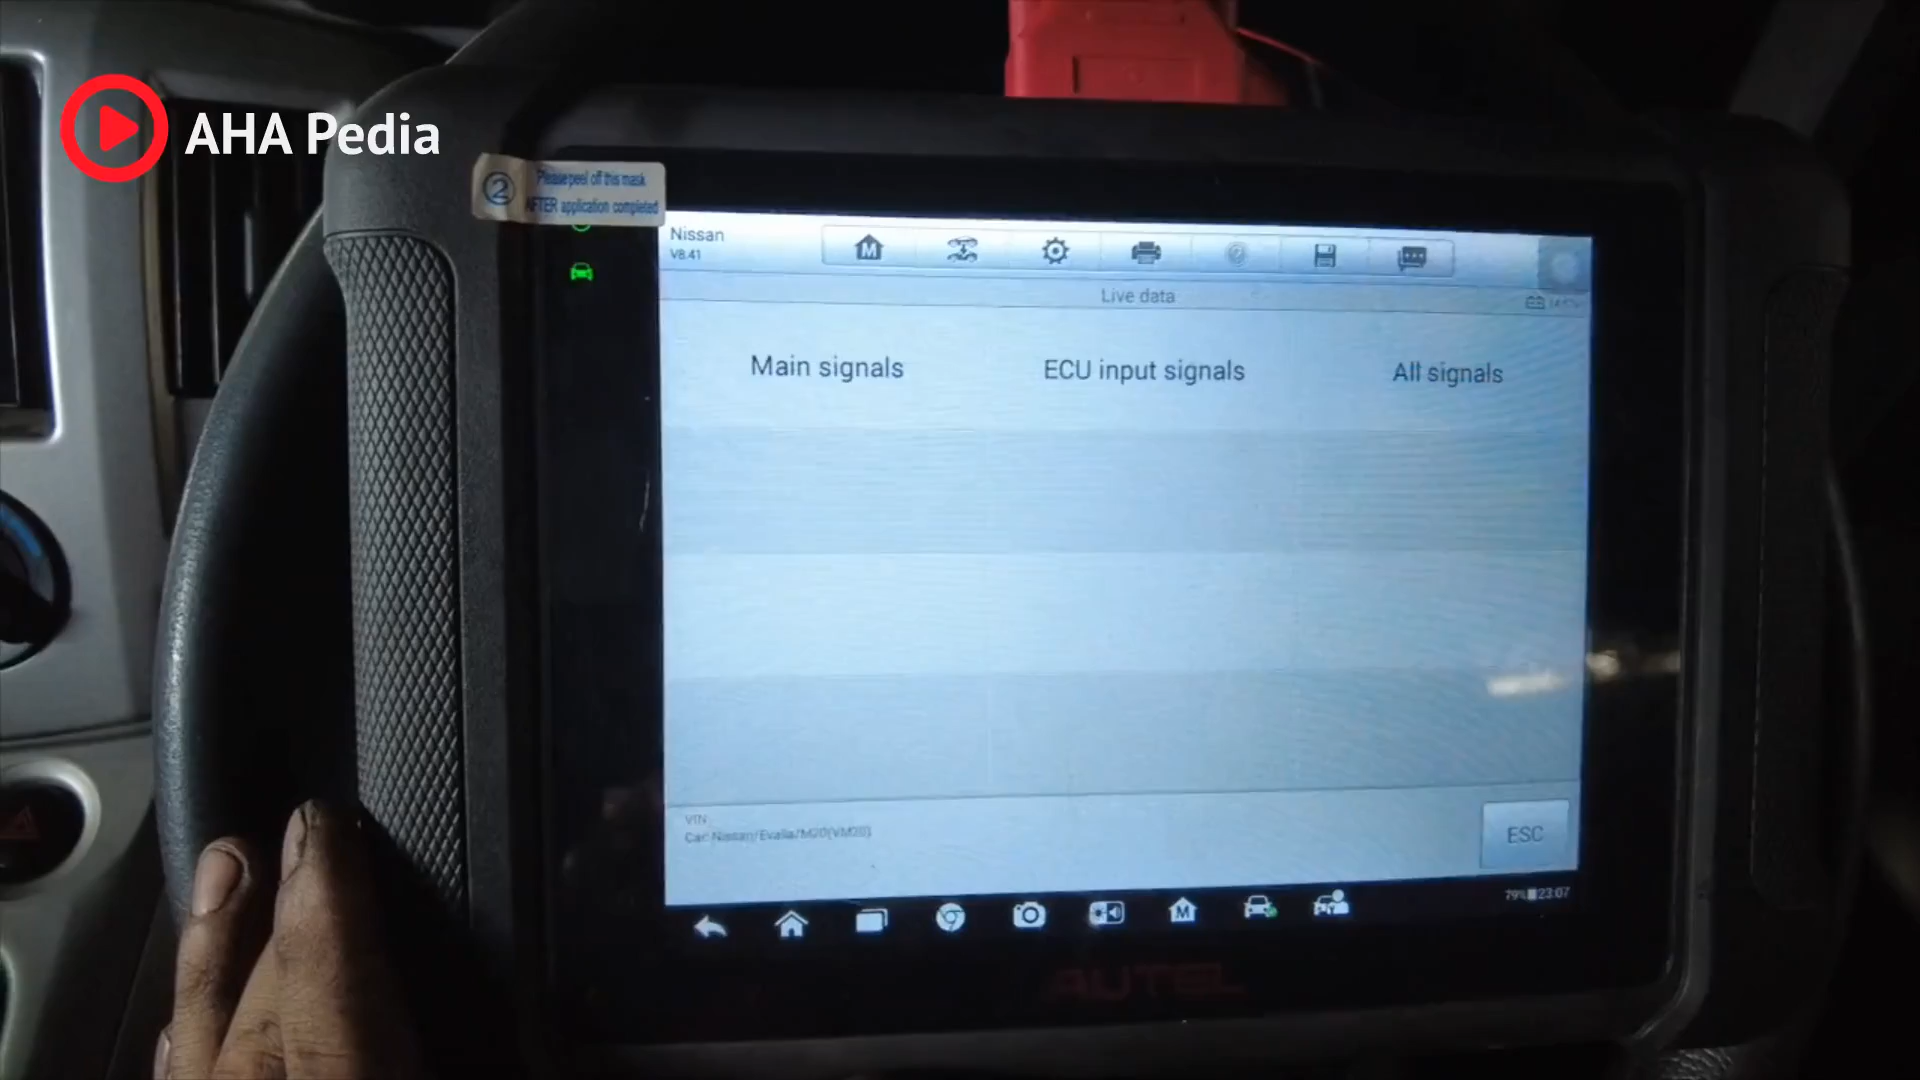 AHA Pedia
2
Please peel off this mask
AFTER application completed
Nissan
V8.41
M
Live data
Main signals
ECU input signals
All signals
VIN:
Car: Nissan/Evalia/M20(VM20)
ESC
M
79% 23:07
AUTEL